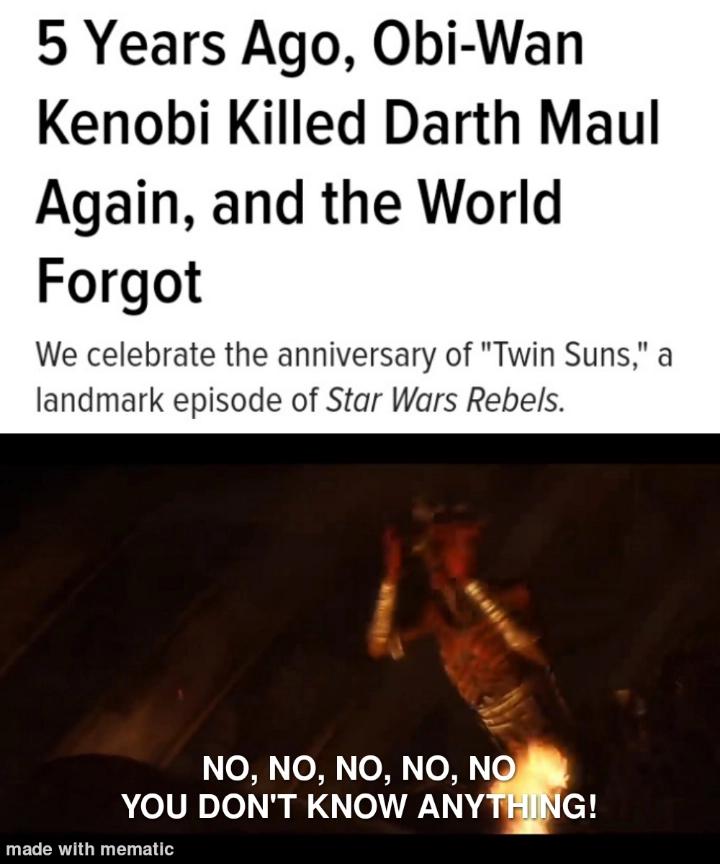 5 Years Ago, Obi-Wan
Kenobi Killed Darth Maul
Again, and the World
Forgot
We celebrate the anniversary of "Twin Suns," a
landmark episode of Star Wars Rebels.
NO, NO, NO, NO, NO
YOU DON'T KNOW ANYTHING!
made with mematic